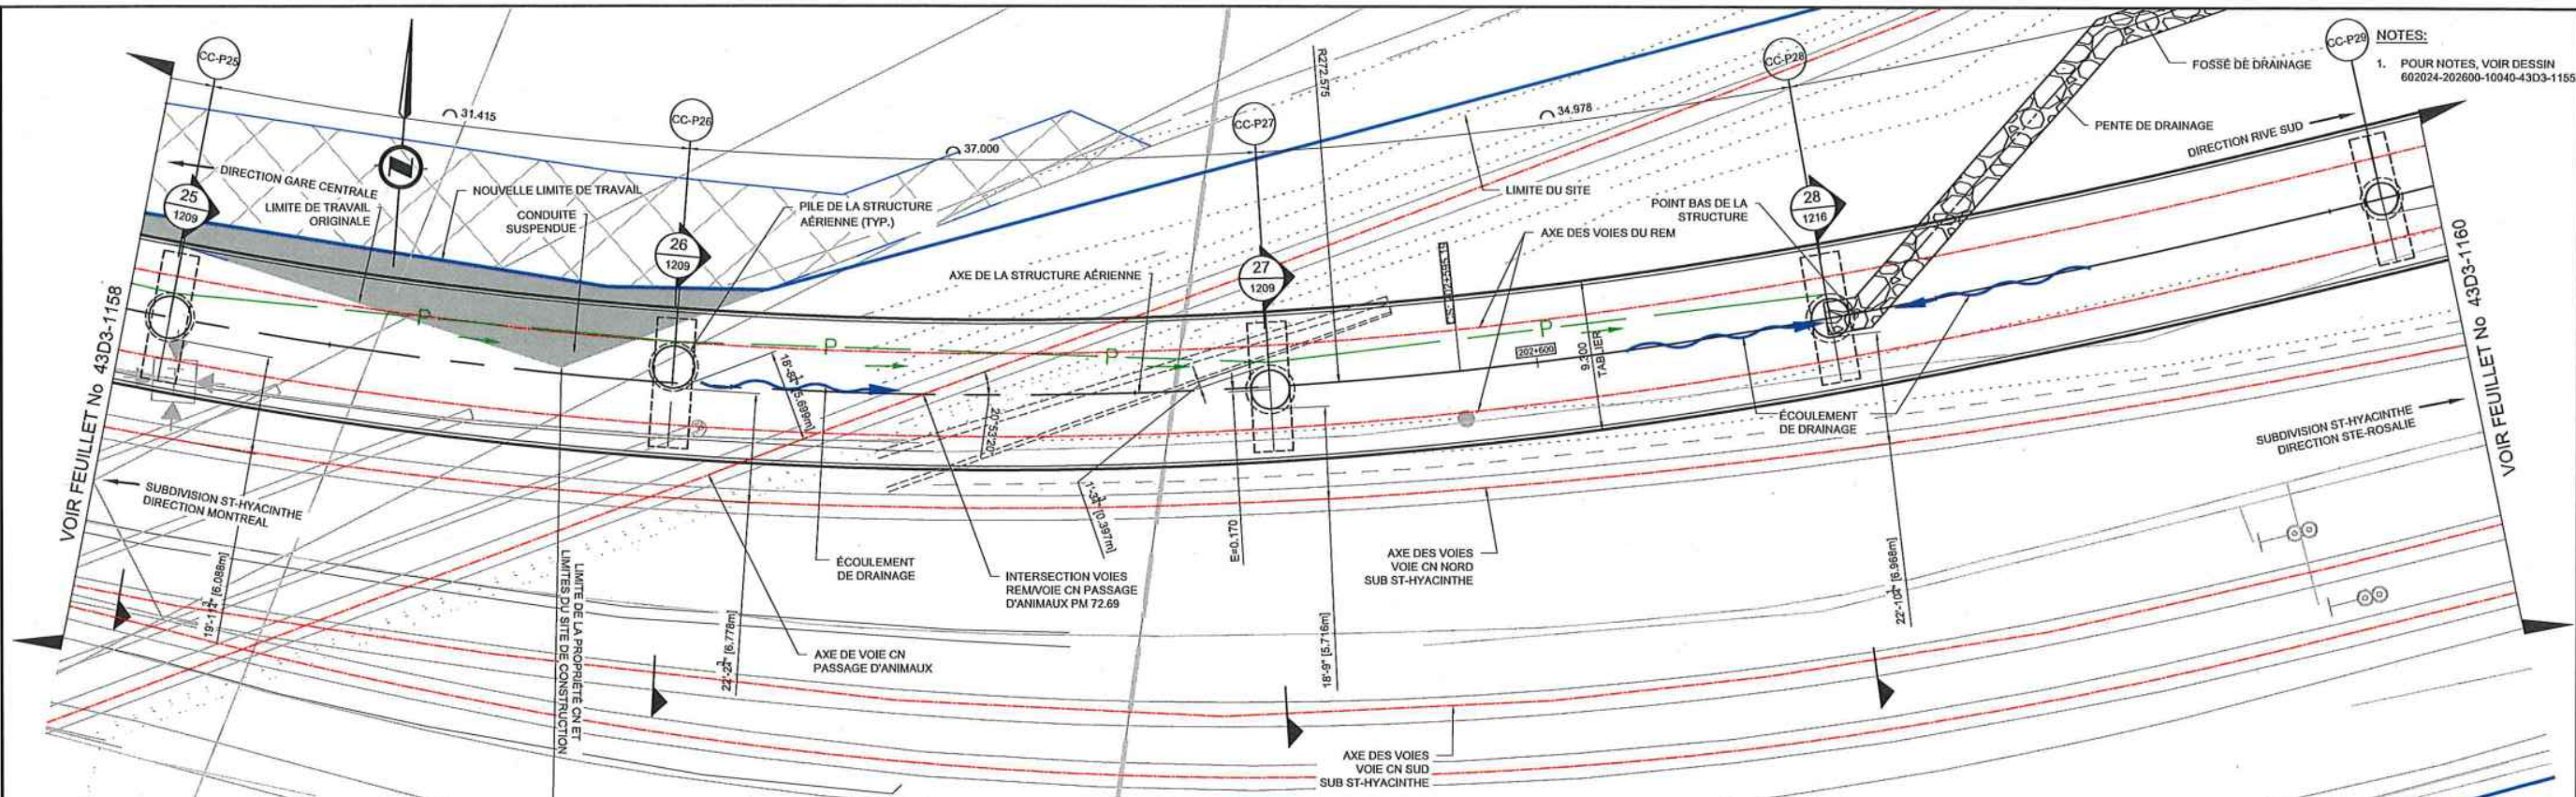 CC-P25
CC-P26
CC-P27
CC-P28
CC-P29
NOTES:
1. POUR NOTES, VOIR DESSIN
602024-202600-10040-43D3-1155
FOSSÉ DE DRAINAGE
PENTE DE DRAINAGE
DIRECTION RIVE SUD
31.415
37.000
R272.575
34.978
DIRECTION GARE CENTRALE
LIMITE DE TRAVAIL
ORIGINALE
NOUVELLE LIMITE DE TRAVAIL
CONDUITE
SUSPENDUE
PILE DE LA STRUCTURE
AÉRIENNE (TYP.)
LIMITE DU SITE
POINT BAS DE LA
STRUCTURE
AXE DES VOIES DU REM
AXE DE LA STRUCTURE AÉRIENNE
25
1209
26
1209
27
1209
28
1216
P
P
P
P
202+600
9.300
TABLIER
[5.699m]
20°53'20"
[0.397m]
E=0.170
ÉCOULEMENT
DE DRAINAGE
SUBDIVISION ST-HYACINTHE
DIRECTION STE-ROSALIE
VOIR FEUILLET No 43D3-1160
VOIR FEUILLET No 43D3-1158
SUBDIVISION ST-HYACINTHE
DIRECTION MONTREAL
[6.088m]
LIMITE DE LA PROPRIÉTÉ CN ET
LIMITES DU SITE DE CONSTRUCTION
[6.778m]
ÉCOULEMENT
DE DRAINAGE
INTERSECTION VOIES
REM/VOIE CN PASSAGE
D'ANIMAUX PM 72.69
AXE DE VOIE CN
PASSAGE D'ANIMAUX
18'-9" [5.716m]
AXE DES VOIES
VOIE CN NORD
SUB ST-HYACINTHE
[6.968m]
AXE DES VOIES
VOIE CN SUD
SUB ST-HYACINTHE